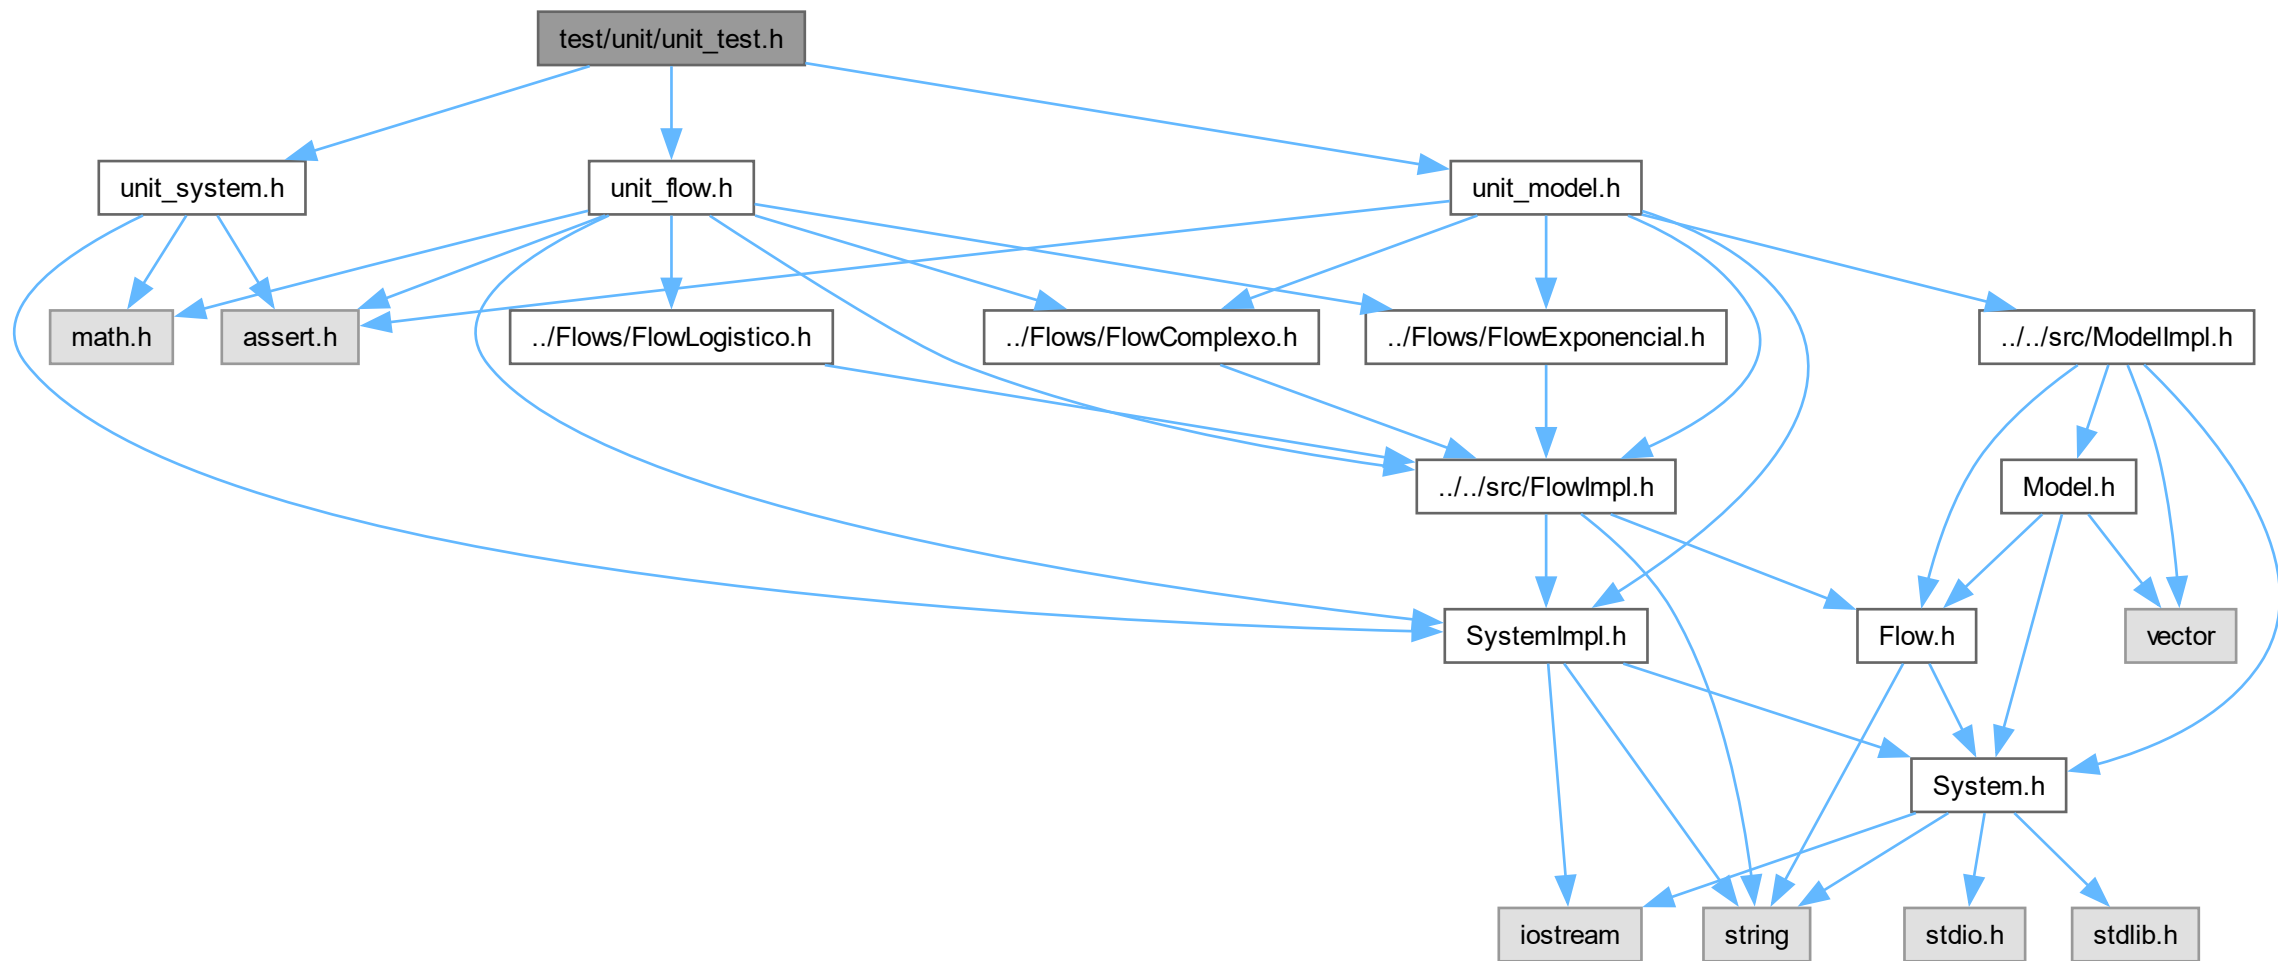 test/unit/unit_test.h
unit_system.h
unit_flow.h
unit_model.h
math.h
assert.h
../Flows/FlowLogistico.h
../Flows/FlowComplexo.h
../Flows/FlowExponencial.h
../../src/ModelImpl.h
../../src/FlowImpl.h
Model.h
SystemImpl.h
Flow.h
vector
System.h
iostream
string
stdio.h
stdlib.h